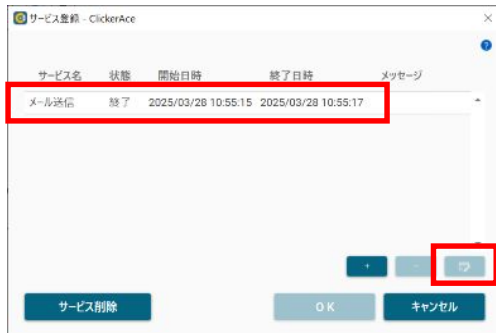 サービス登録 - ClickerAce
サービス名 状態 開始日時 終了日時 メッセージ
メール送信 終了 2025/03/28 10:55:15 2025/03/28 10:55:17
+ -
サービス削除 OK キャンセル